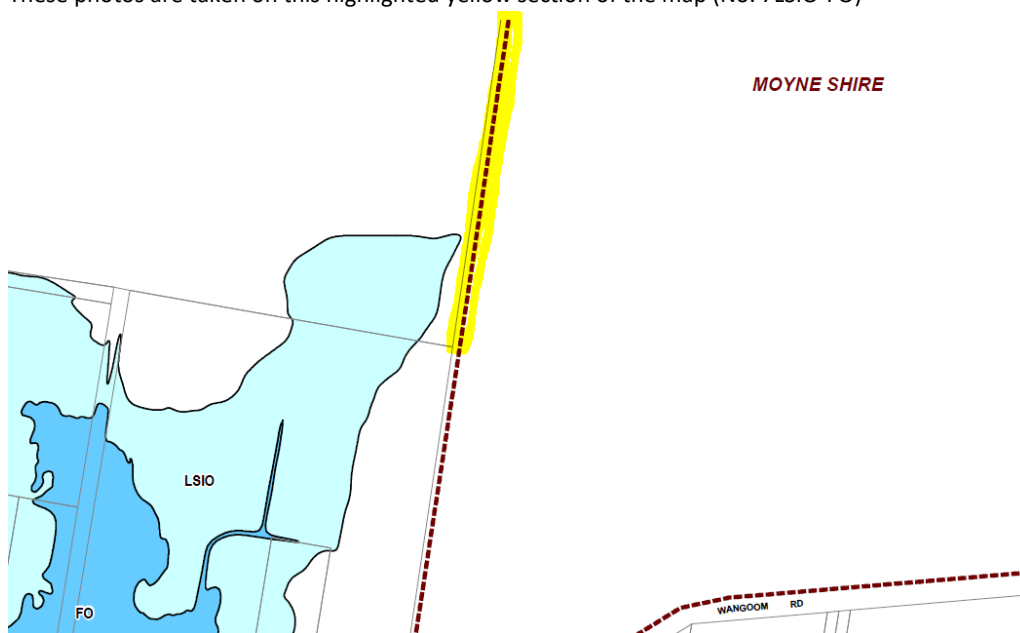 These photos are taken on this highlighted yellow section of the map (No. 7LSIO-FO)
MOYNE SHIRE
LSIO
FO
WANGOOM RD